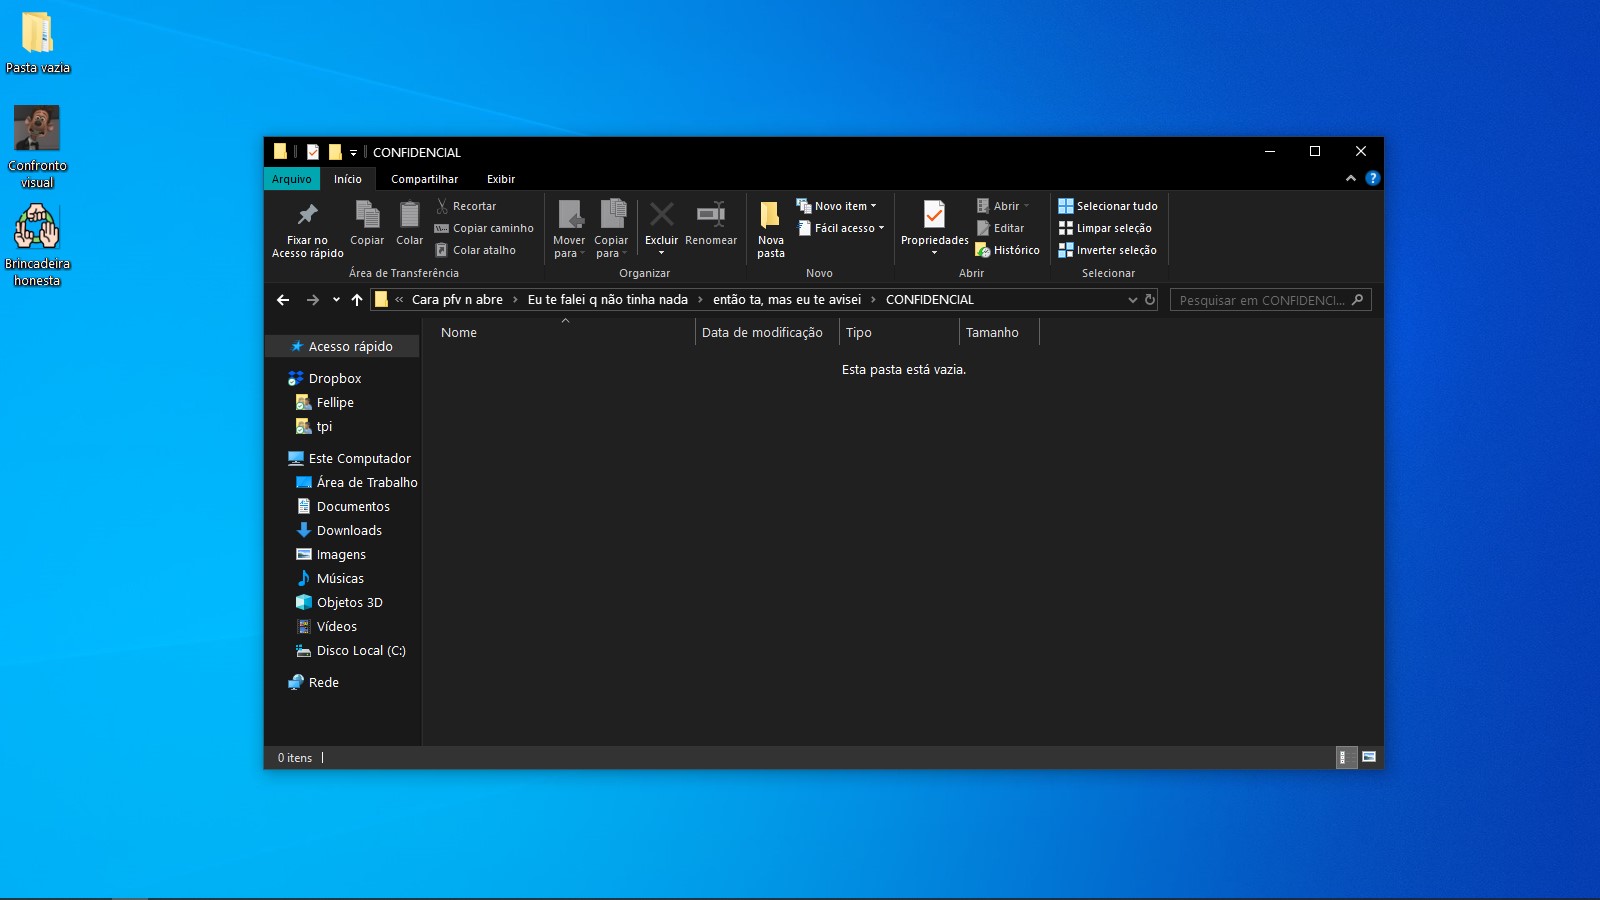 Pasta vazia
Confronto
visual
Brincadeira
honesta
CONFIDENCIAL
Arquivo
Início
Compartilhar
Exibir
Fixar no
Acesso rápido
Copiar
Colar
Recortar
Copiar caminho
Colar atalho
Área de Transferência
Mover
para
Copiar
para
Excluir
Renomear
Organizar
Nova
pasta
Novo item
Fácil acesso
Novo
Propriedades
Abrir
Editar
Histórico
Abrir
Selecionar tudo
Limpar seleção
Inverter seleção
Selecionar
« Cara pfv n abre › Eu te falei q não tinha nada › então ta, mas eu te avisei › CONFIDENCIAL
Pesquisar em CONFIDENCI...
Nome
Data de modificação
Tipo
Tamanho
Esta pasta está vazia.
Acesso rápido
Dropbox
Fellipe
tpi
Este Computador
Área de Trabalho
Documentos
Downloads
Imagens
Músicas
Objetos 3D
Vídeos
Disco Local (C:)
Rede
0 itens